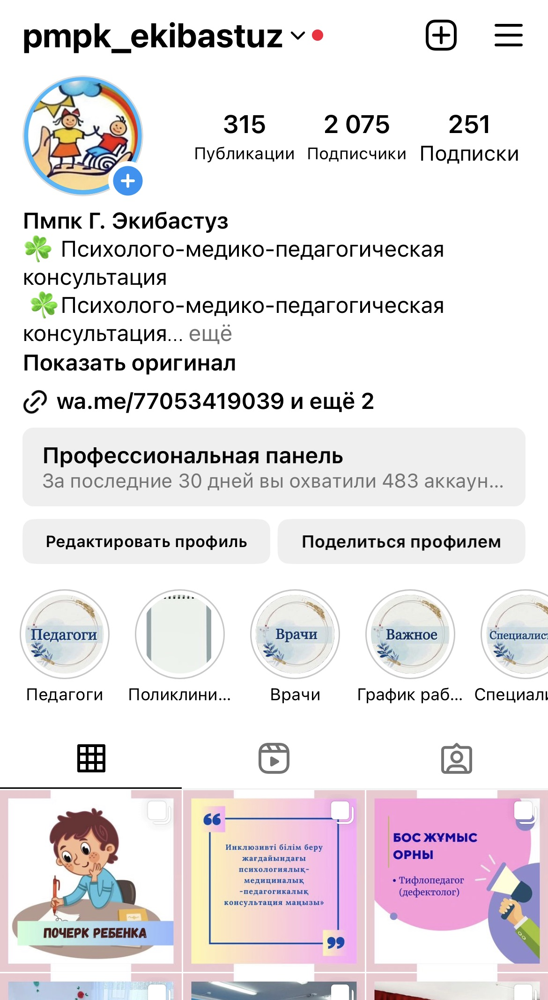 pmpk_ekibastuz
315
2 075
251
Публикации
Подписчики
Подписки
Пмпк Г. Экибастуз
☘️ Психолого-медико-педагогическая
консультация
☘️Психолого-медико-педагогическая
консультация... ещё
Показать оригинал
wa.me/77053419039 и ещё 2
Профессиональная панель
За последние 30 дней вы охватили 483 аккаун...
Редактировать профиль
Поделиться профилем
Педагоги
Врачи
Важное
Специалист
Педагоги
Поликлини...
Врачи
График раб...
Специали
ПОЧЕРК РЕБЕНКА
“
Инклюзивті білім беру
жағдайындағы
психологиялық-
медициналық
-педагогикалық
консультация маңызы»
”
БОС ЖҰМЫС
ОРНЫ
• Тифлопедагог
(дефектолог)